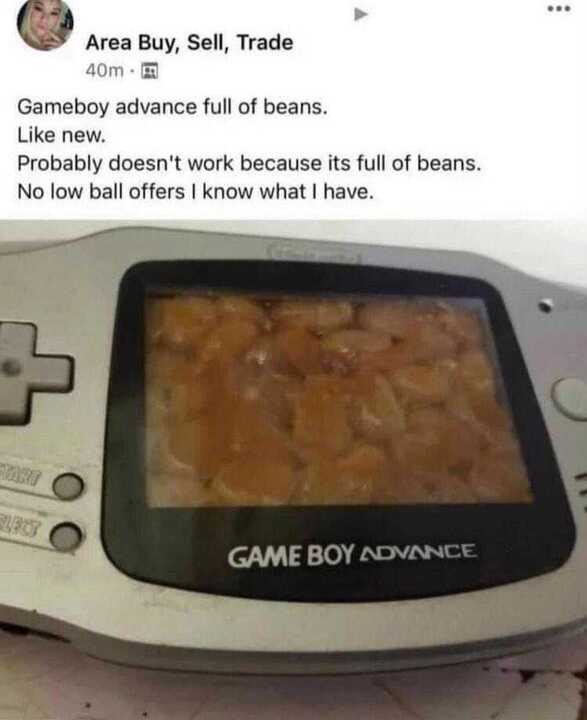 Area Buy, Sell, Trade
40m ·
Gameboy advance full of beans.
Like new.
Probably doesn't work because its full of beans.
No low ball offers I know what I have.
START
SELECT
GAME BOY ADVANCE